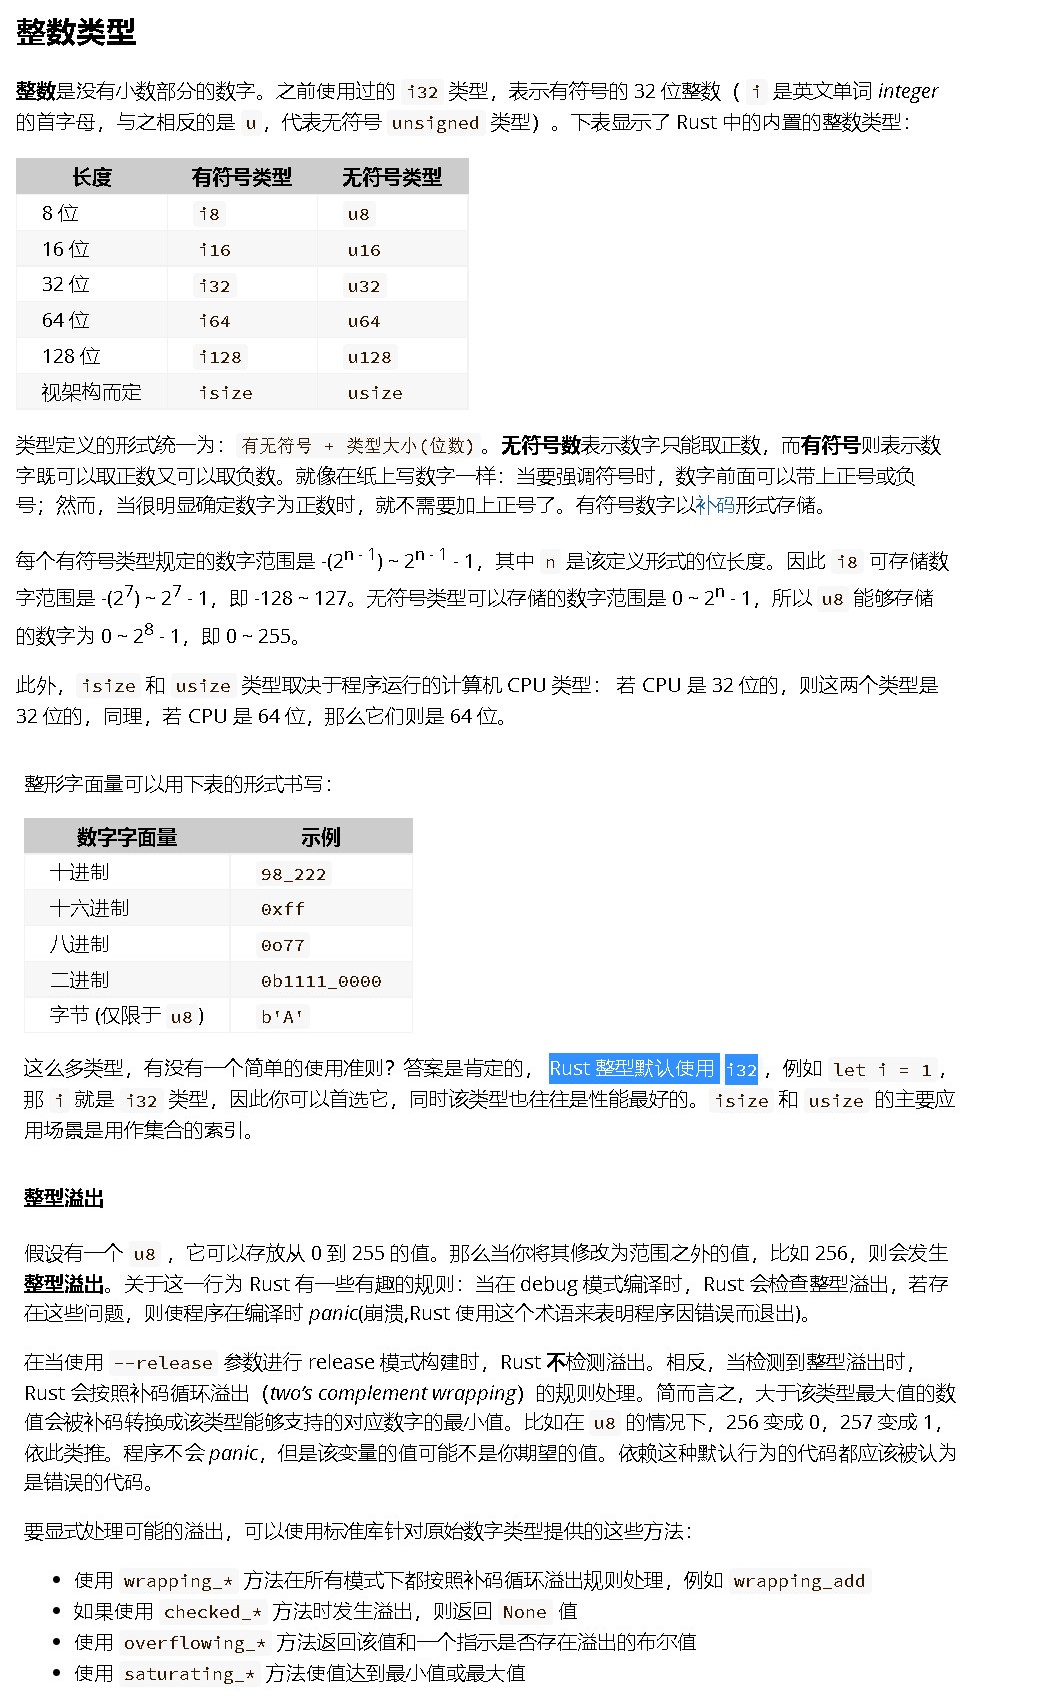 整数类型
整数是没有小数部分的数字。之前使用过的 i32 类型，表示有符号的 32 位整数（ i 是英文单词 integer
的首字母，与之相反的是 u，代表无符号 unsigned 类型）。下表显示了 Rust 中的内置的整数类型：
长度 有符号类型 无符号类型
8 位 i8 u8
16 位 i16 u16
32 位 i32 u32
64 位 i64 u64
128 位 i128 u128
视架构而定 isize usize
类型定义的形式统一为：有无符号 + 类型大小(位数)。无符号数表示数字只能取正数，而有符号则表示数
字既可以取正数又可以取负数。就像在纸上写数字一样：当要强调符号时，数字前面可以带上正号或负
号；然而，当很明显确定数字为正数时，就不需要加上正号了。有符号数字以补码形式存储。
每个有符号类型规定的数字范围是 -(2^{n - 1}) ~ 2^{n - 1} - 1，其中 n 是该定义形式的位长度。因此 i8 可存储数
字范围是 -(2^7) ~ 2^7 - 1，即 -128 ~ 127。无符号类型可以存储的数字范围是 0 ~ 2^n - 1，所以 u8 能够存储
的数字为 0 ~ 2^8 - 1，即 0 ~ 255。
此外，isize 和 usize 类型取决于程序运行的计算机 CPU 类型： 若 CPU 是 32 位的，则这两个类型是
32 位的，同理，若 CPU 是 64 位，那么它们则是 64 位。
整形字面量可以用下表的形式书写：
数字字面量 示例
十进制 98_222
十六进制 0xff
八进制 0o77
二进制 0b1111_0000
字节 (仅限于 u8 ) b'A'
这么多类型，有没有一个简单的使用准则？答案是肯定的， Rust 整型默认使用 i32 ，例如 let i = 1，
那 i 就是 i32 类型，因此你可以首选它，同时该类型也往往是性能最好的。isize 和 usize 的主要应
用场景是用作集合的索引。
整型溢出
假设有一个 u8 ，它可以存放从 0 到 255 的值。那么当你将其修改为范围之外的值，比如 256，则会发生
整型溢出。关于这一行为 Rust 有一些有趣的规则：当在 debug 模式编译时，Rust 会检查整型溢出，若存
在这些问题，则使程序在编译时 panic(崩溃,Rust 使用这个术语来表明程序因错误而退出)。
在当使用 --release 参数进行 release 模式构建时，Rust 不检测溢出。相反，当检测到整型溢出时，
Rust 会按照补码循环溢出（two’s complement wrapping）的规则处理。简而言之，大于该类型最大值的数
值会被补码转换成该类型能够支持的对应数字的最小值。比如在 u8 的情况下，256 变成 0，257 变成 1，
依此类推。程序不会 panic，但是该变量的值可能不是你期望的值。依赖这种默认行为的代码都应该被认为
是错误的代码。
要显式处理可能的溢出，可以使用标准库针对原始数字类型提供的这些方法：
• 使用 wrapping_* 方法在所有模式下都按照补码循环溢出规则处理，例如 wrapping_add
• 如果使用 checked_* 方法时发生溢出，则返回 None 值
• 使用 overflowing_* 方法返回该值和一个指示是否存在溢出的布尔值
• 使用 saturating_* 方法使值达到最小值或最大值